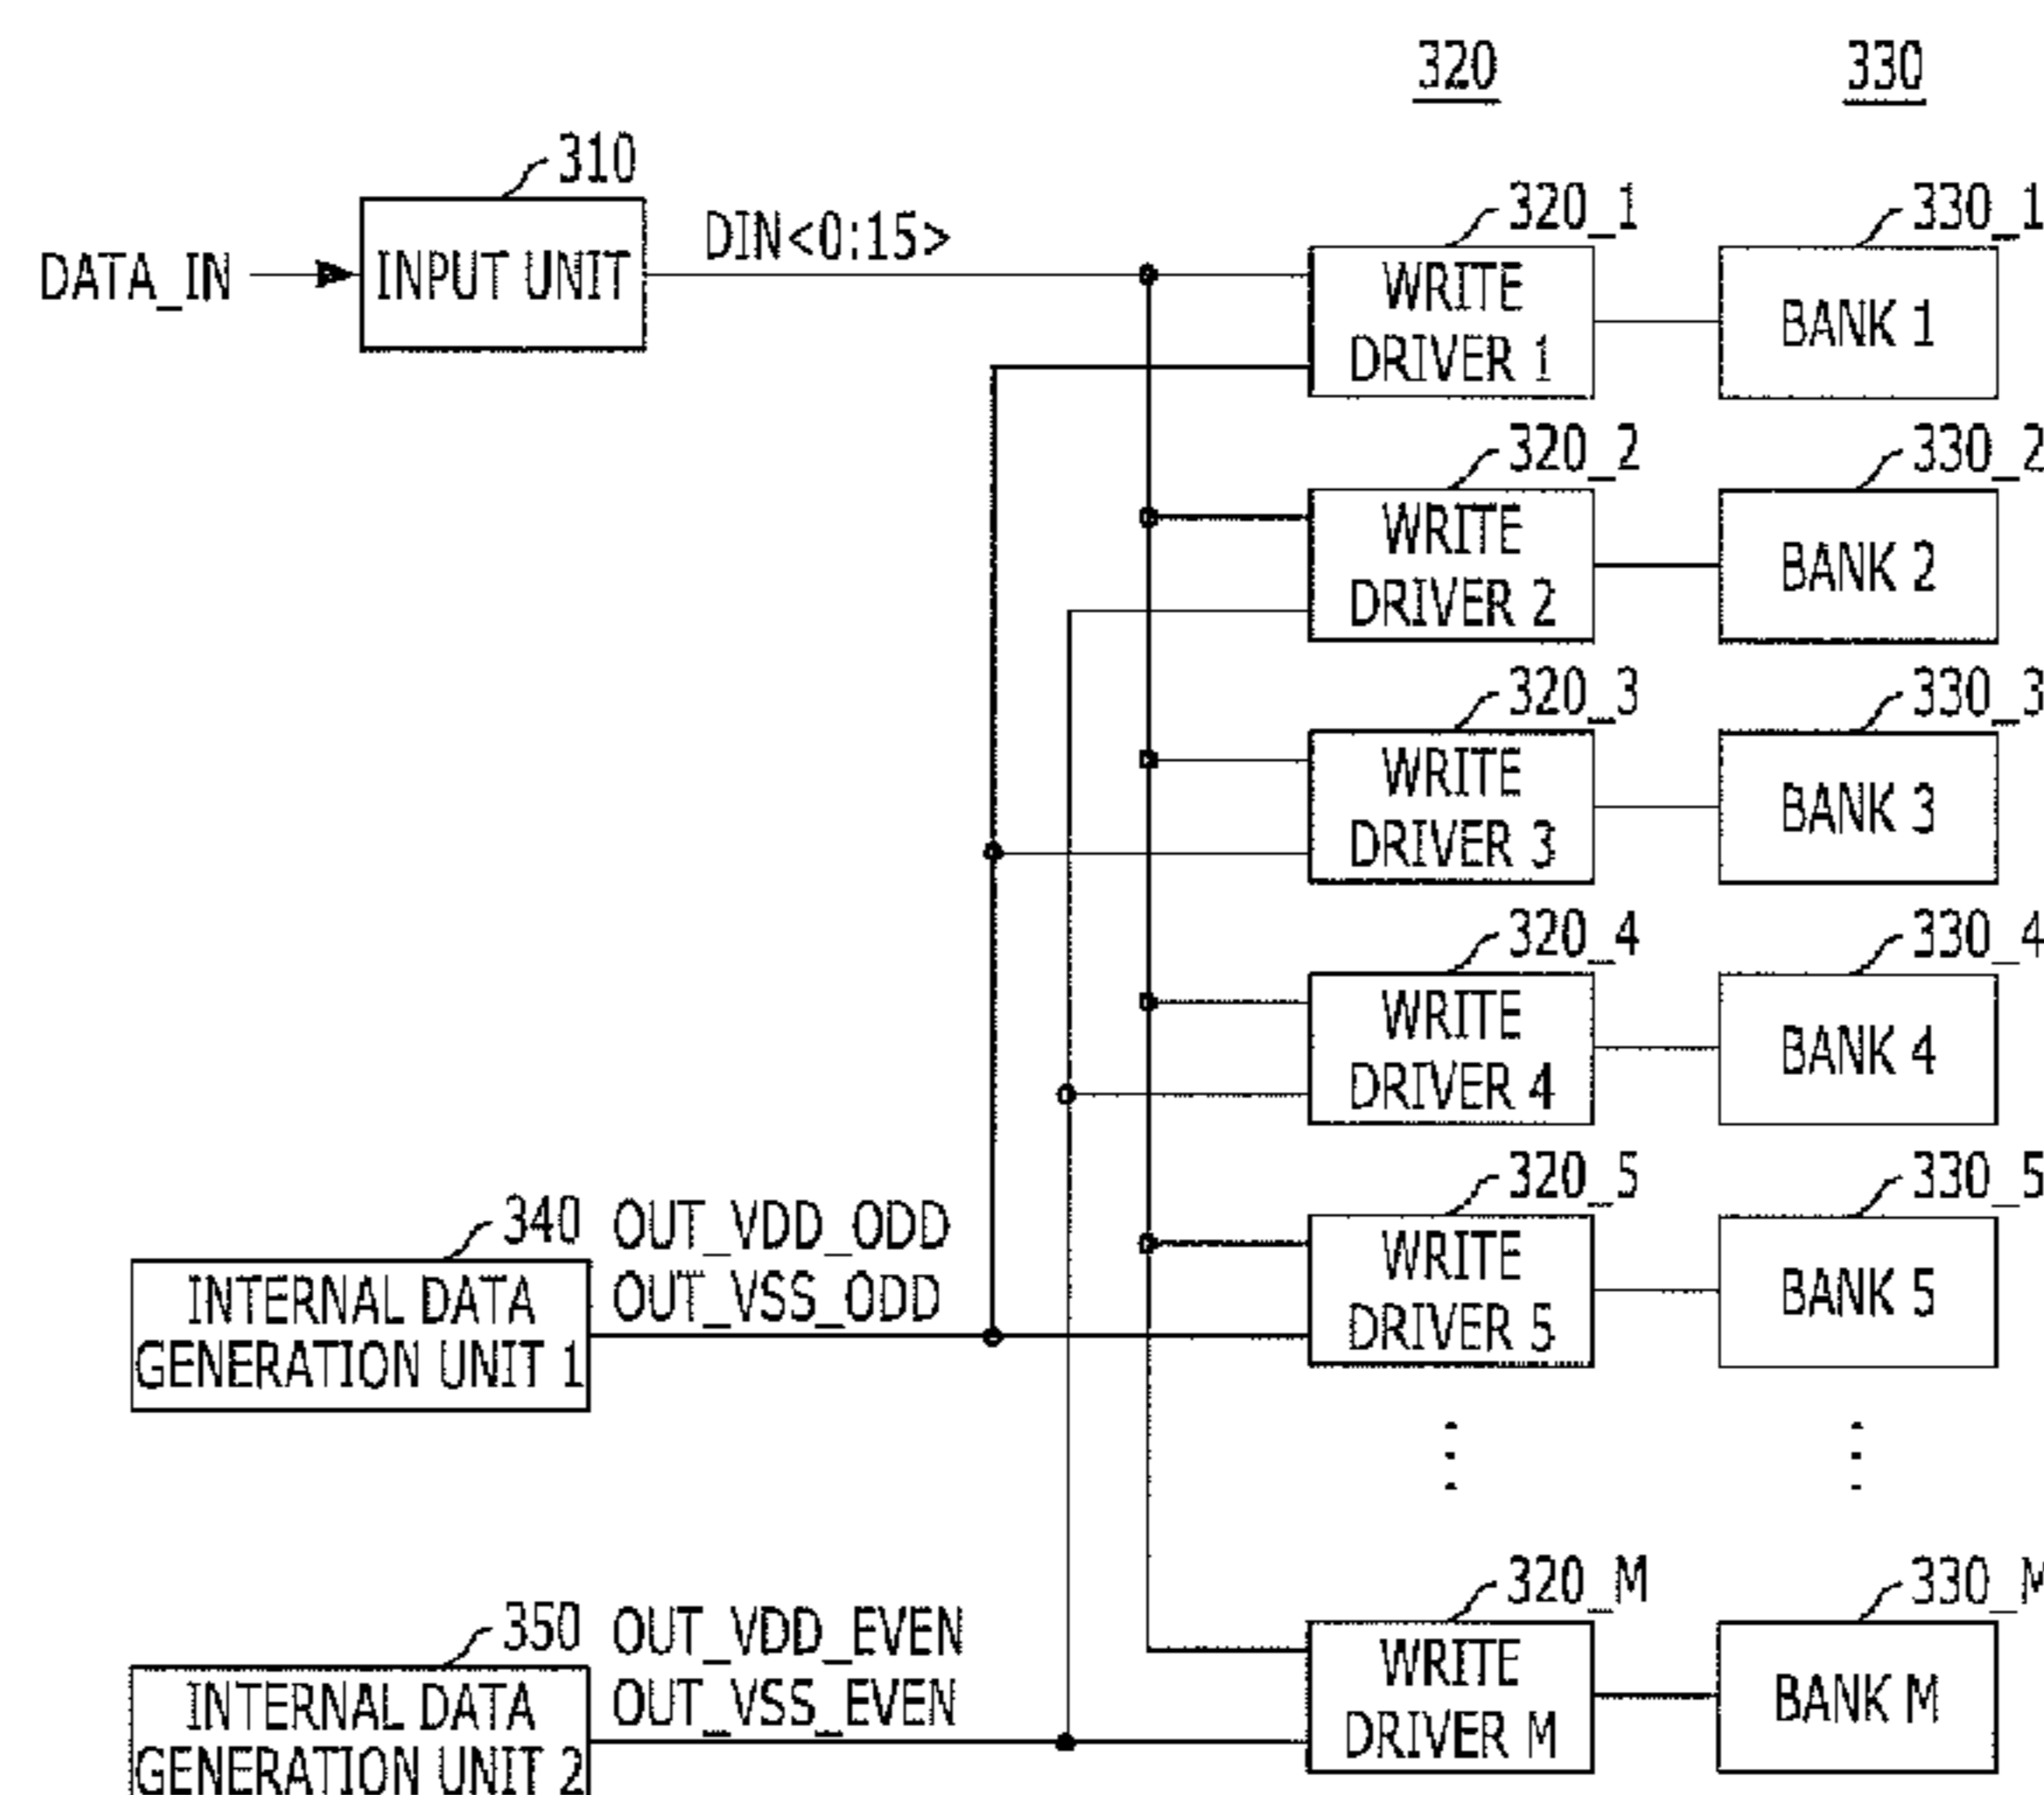 320 330
310
DATA_IN INPUT UNIT DIN<0:15>
320_1 330_1
WRITE
DRIVER 1
BANK 1
320_2 330_2
WRITE
DRIVER 2
BANK 2
320_3 330_3
WRITE
DRIVER 3
BANK 3
320_4 330_4
WRITE
DRIVER 4
BANK 4
320_5 330_5
WRITE
DRIVER 5
BANK 5
340
OUT_VDD_ODD
OUT_VSS_ODD
INTERNAL DATA
GENERATION UNIT 1
320_M 330_M
WRITE
DRIVER M
BANK M
350
OUT_VDD_EVEN
OUT_VSS_EVEN
INTERNAL DATA
GENERATION UNIT 2